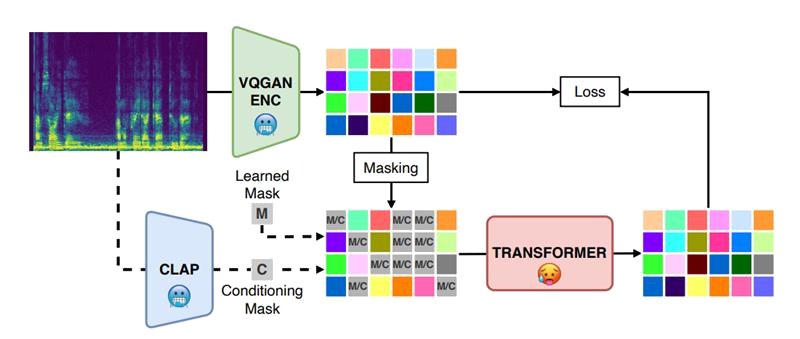 VQGAN
ENC
Loss
Masking
Learned
Mask
M
M/C M/C M/C
M/C M/C M/C
M/C M/C M/C
M/C M/C
CLAP
C
Conditioning
Mask
TRANSFORMER